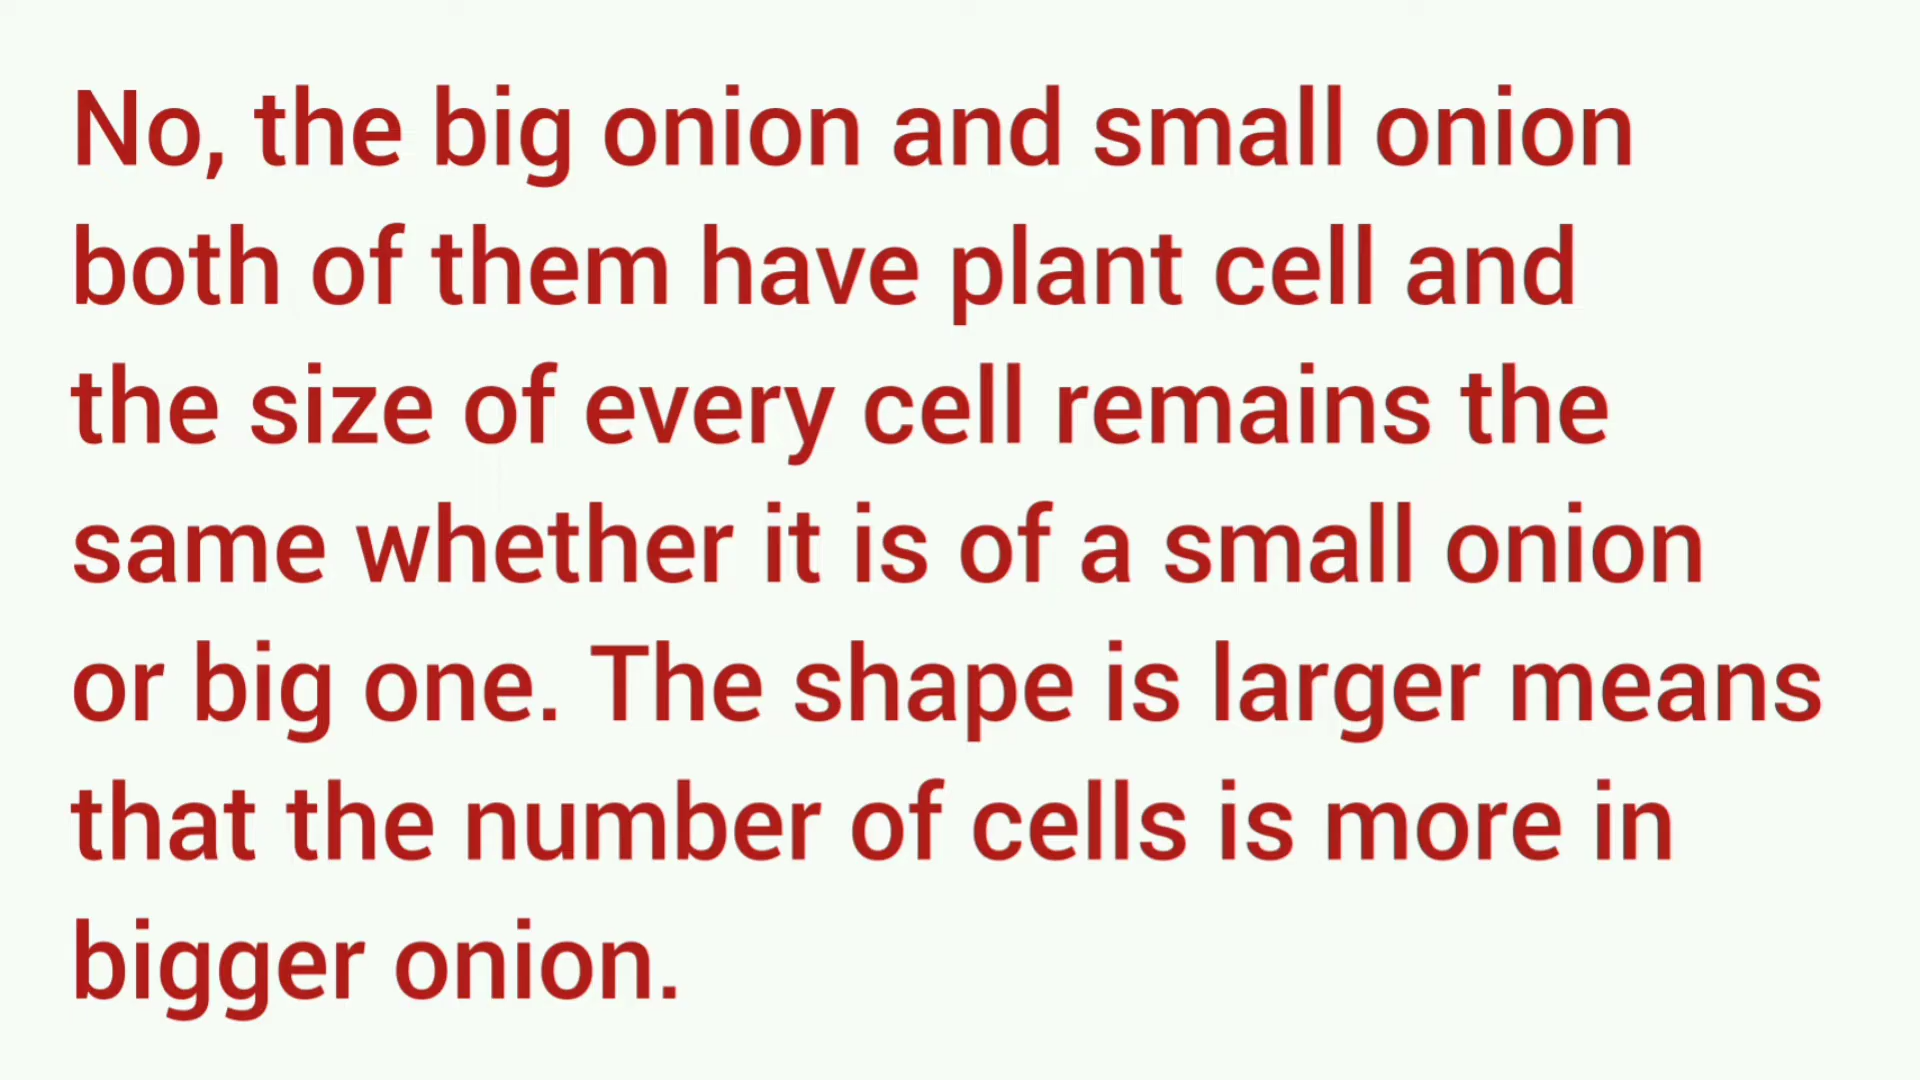 No, the big onion and small onion
both of them have plant cell and
the size of every cell remains the
same whether it is of a small onion
or big one. The shape is larger means
that the number of cells is more in
bigger onion.